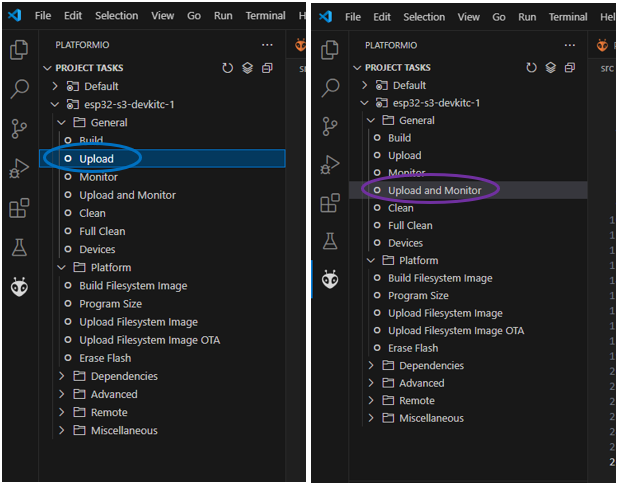 File Edit Selection View Go Run Terminal
PLATFORMIO ...
PROJECT TASKS
Default
esp32-s3-devkitc-1
General
Build
Upload
Monitor
Upload and Monitor
Clean
Full Clean
Devices
Platform
Build Filesystem Image
Program Size
Upload Filesystem Image
Upload Filesystem Image OTA
Erase Flash
Dependencies
Advanced
Remote
Miscellaneous
File Edit Selection View Go Run Terminal Hel
PLATFORMIO ...
src
PROJECT TASKS
Default
esp32-s3-devkitc-1
General
Build
Upload
Monitor
Upload and Monitor
Clean
Full Clean
Devices
Platform
Build Filesystem Image
Program Size
Upload Filesystem Image
Upload Filesystem Image OTA
Erase Flash
Dependencies
Advanced
Remote
Miscellaneous